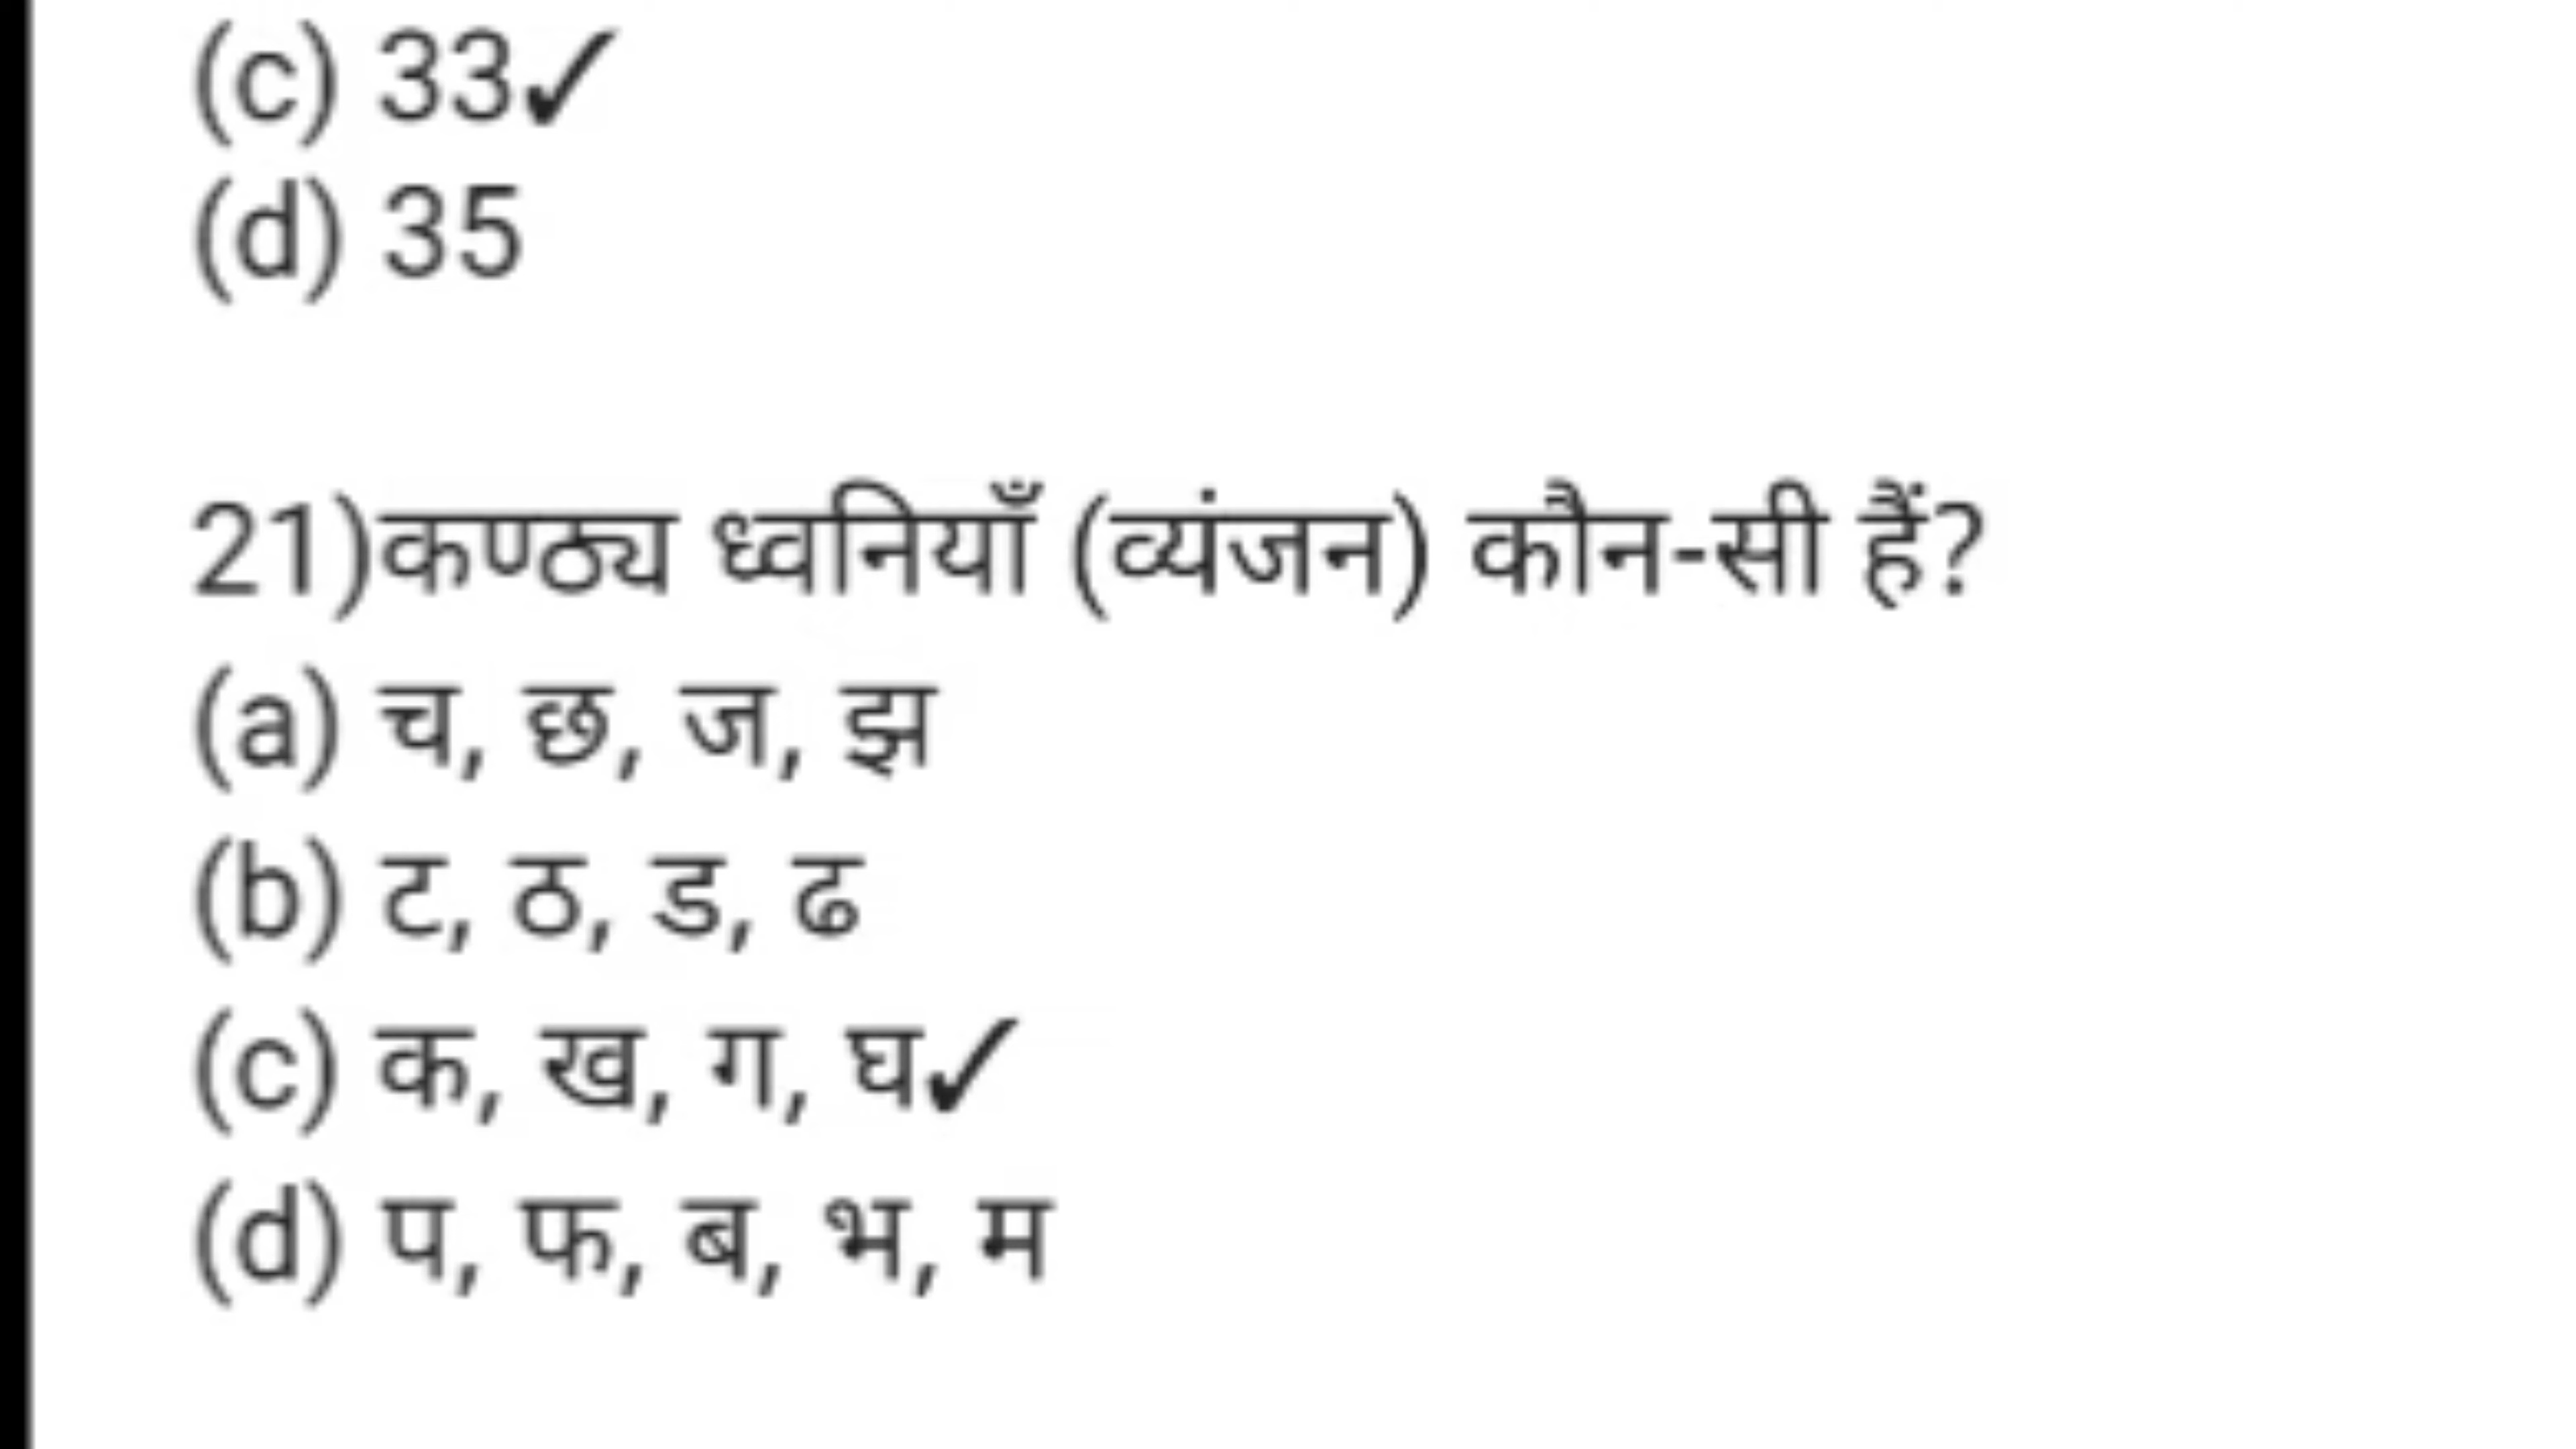 (c) 33✓
(d) 35
21)कण्ठ्य ध्वनियाँ (व्यंजन) कौन-सी हैं?
(a) च, छ, ज, झ
(b) ट, ठ, ड, ढ
(c) क, ख, ग, घ✓
(d) प, फ, ब, भ, म